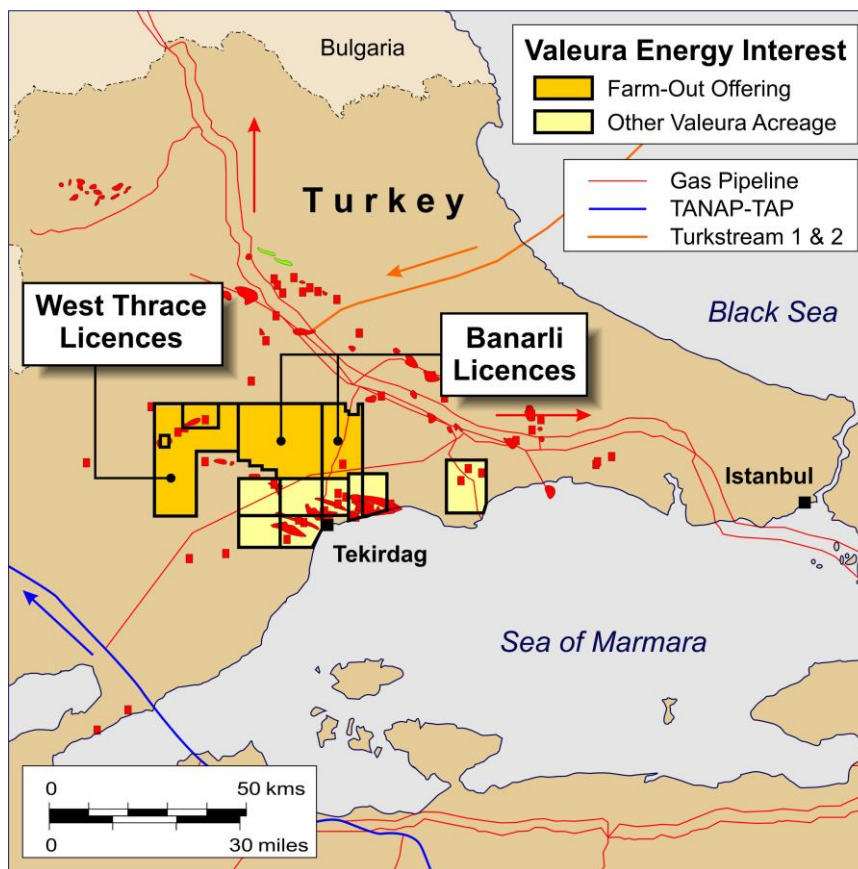 Bulgaria
Valeura Energy Interest
Farm-Out Offering
Other Valeura Acreage
Gas Pipeline
TANAP-TAP
Turkstream 1 & 2
Turkey
Black Sea
West Thrace
Licences
Banarli
Licences
Istanbul
Tekirdag
Sea of Marmara
0 50 kms
0 30 miles